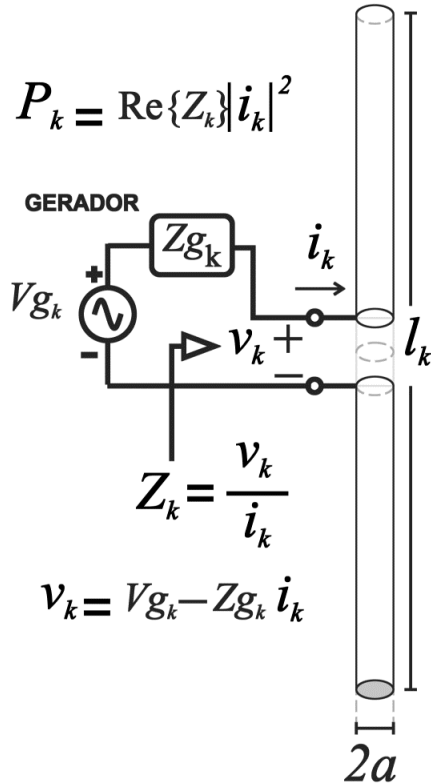 P_k = Re{Z_k}|i_k|^2
GERADOR
Zg_k
i_k
Vg_k
+
-
v_k
+
-
l_k
Z_k = v_k / i_k
v_k = Vg_k - Zg_k i_k
2a